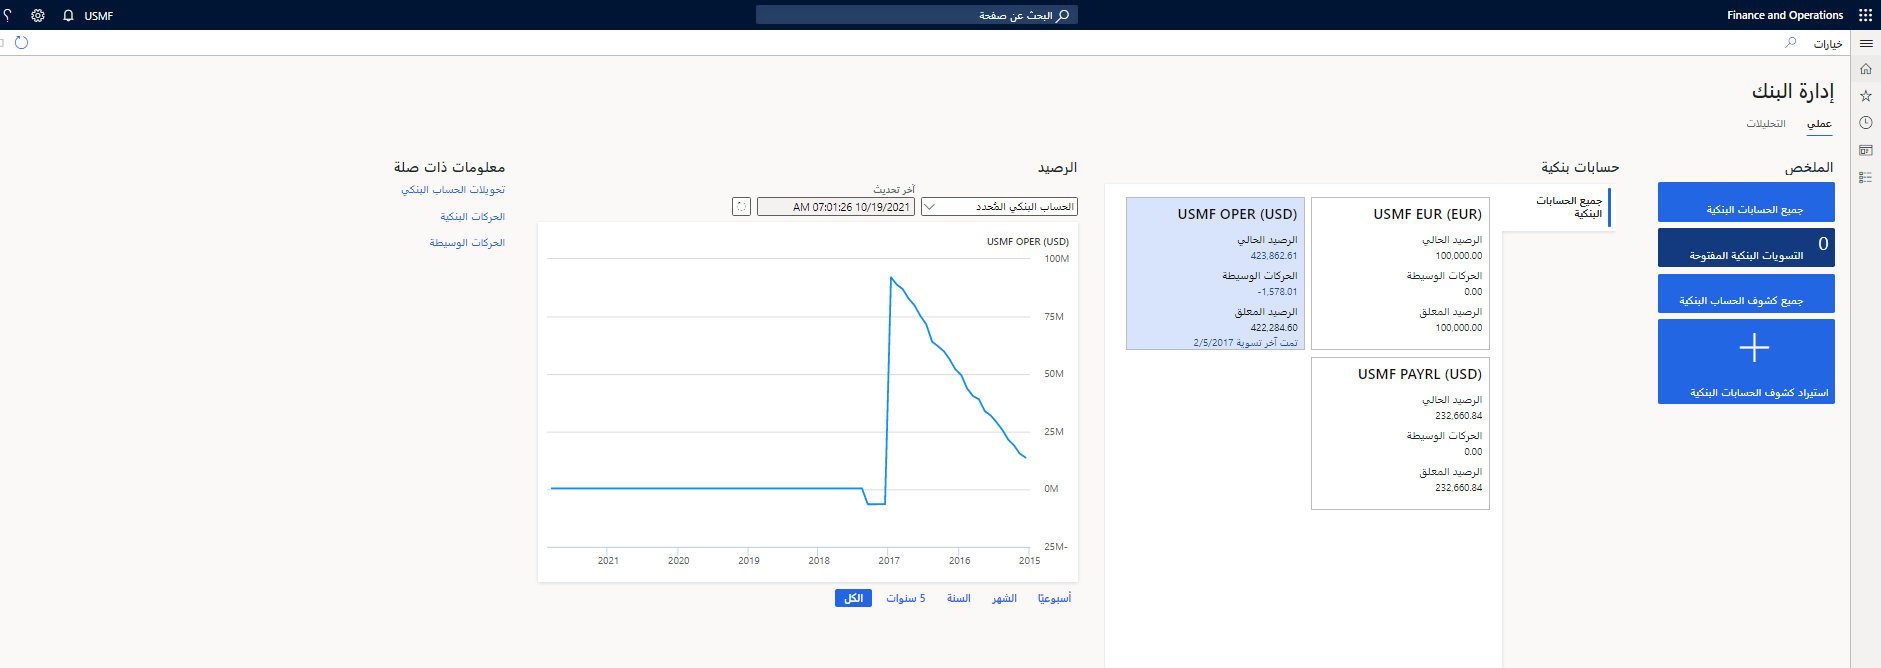 Finance and Operations
البحث عن صفحة
USMF
خيارات
إدارة البنك
عملي
التحليلات
الملخص
جميع الحسابات البنكية
0
التسويات البنكية المفتوحة
جميع كشوف الحساب البنكية
استيراد كشوف الحسابات البنكية
حسابات بنكية
جميع الحسابات
البنكية
USMF EUR (EUR)
الرصيد الحالي
100,000.00
الحركات الوسيطة
0.00
الرصيد المعلق
100,000.00
USMF OPER (USD)
الرصيد الحالي
423,862.61
الحركات الوسيطة
-1,578.01
الرصيد المعلق
422,284.60
تمت آخر تسوية 2/5/2017
USMF PAYRL (USD)
الرصيد الحالي
232,660.84
الحركات الوسيطة
0.00
الرصيد المعلق
232,660.84
الرصيد
الحساب البنكي المُحدد
آخر تحديث
10/19/2021 07:01:26 AM
USMF OPER (USD)
100M
75M
50M
25M
0M
25M-
2015
2016
2017
2018
2019
2020
2021
أسبوعيًا
الشهر
السنة
5 سنوات
الكل
معلومات ذات صلة
تحويلات الحساب البنكي
الحركات البنكية
الحركات الوسيطة